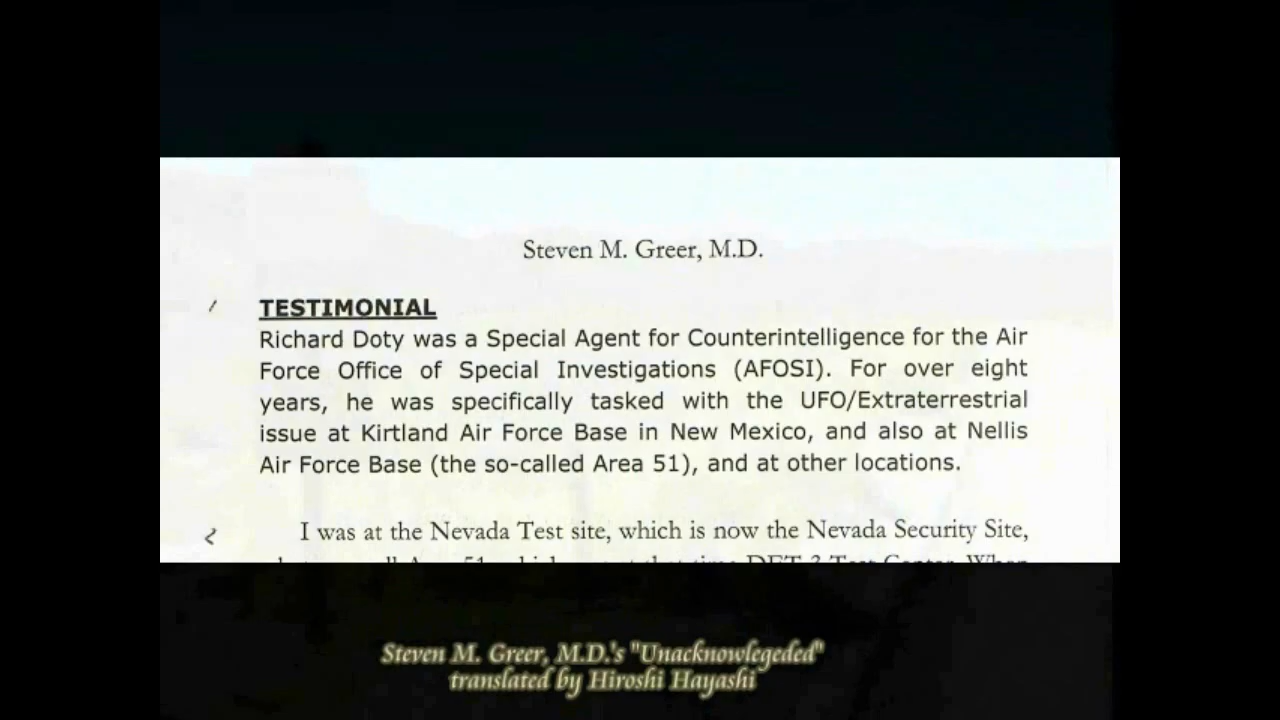 Steven M. Greer, M.D.
TESTIMONIAL
Richard Doty was a Special Agent for Counterintelligence for the Air
Force Office of Special Investigations (AFOSI). For over eight
years, he was specifically tasked with the UFO/Extraterrestrial
issue at Kirtland Air Force Base in New Mexico, and also at Nellis
Air Force Base (the so-called Area 51), and at other locations.
I was at the Nevada Test site, which is now the Nevada Security Site,
Steven M. Greer, M.D.'s "Unacknowlegeded"
translated by Hiroshi Hayashi